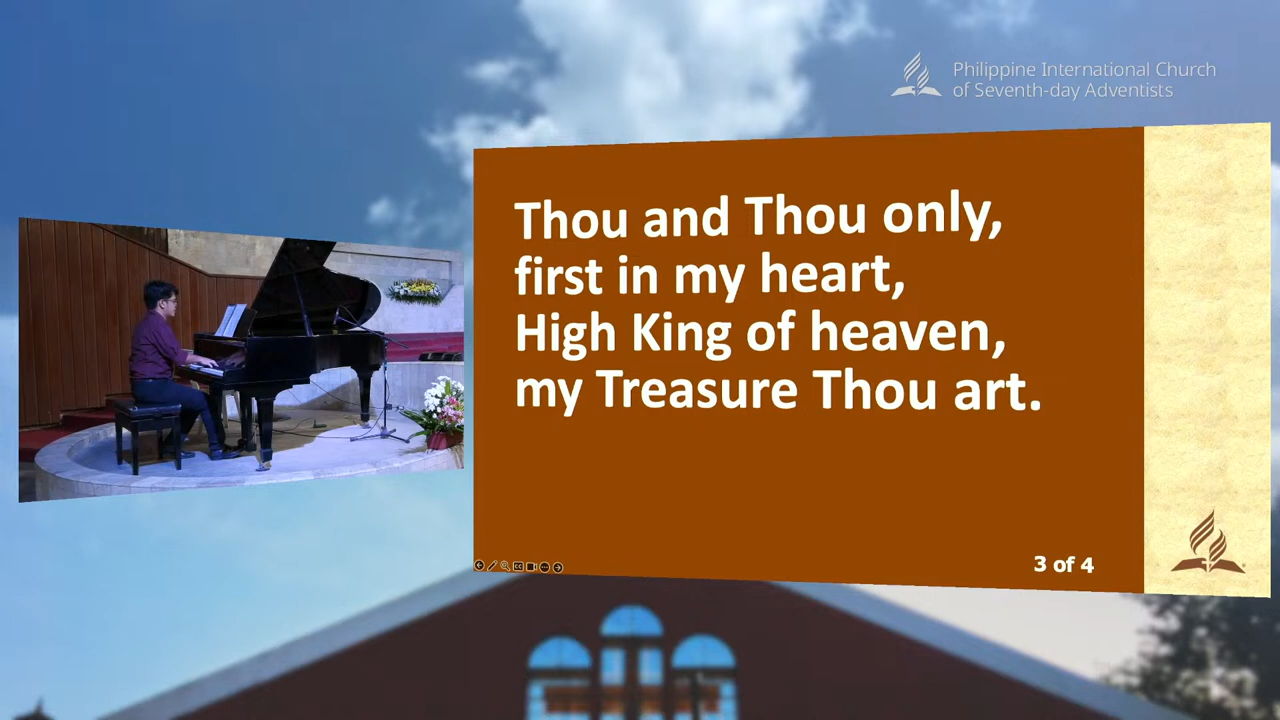 Philippine International Church
of Seventh-day Adventists
Thou and Thou only,
first in my heart,
High King of heaven,
my Treasure Thou art.
3 of 4